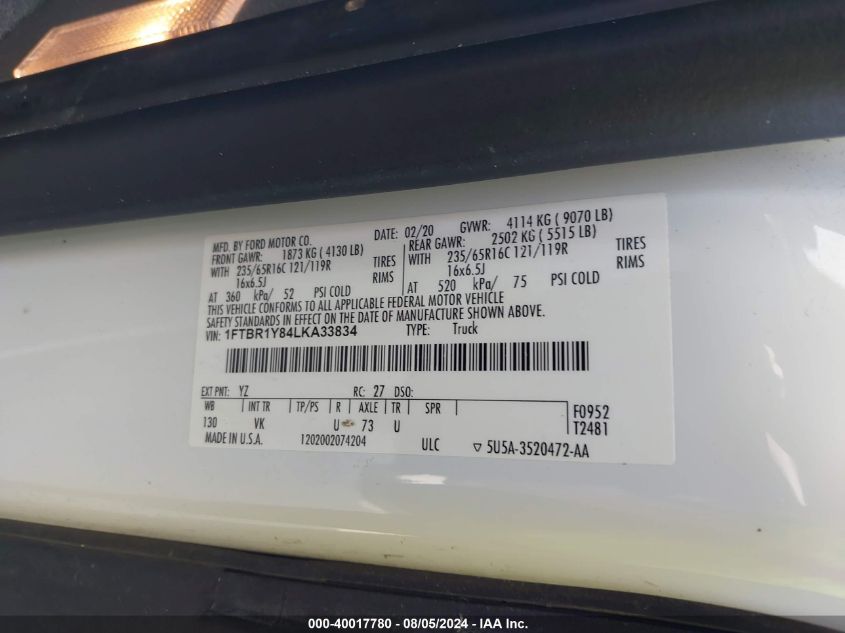 MFD. BY FORD MOTOR CO.
DATE: 02/20 GVWR: 4114 KG ( 9070 LB)
FRONT GAWR: 1873 KG ( 4130 LB) REAR GAWR: 2502 KG ( 5515 LB)
WITH 235/65R16C 121/119R TIRES WITH 235/65R16C 121/119R TIRES
16x6.5J RIMS 16x6.5J RIMS
AT 360 kPa/ 52 PSI COLD AT 520 kPa/ 75 PSI COLD
THIS VEHICLE CONFORMS TO ALL APPLICABLE FEDERAL MOTOR VEHICLE
SAFETY STANDARDS IN EFFECT ON THE DATE OF MANUFACTURE SHOWN ABOVE.
VIN: 1FTBR1Y84LKA33834 TYPE: Truck
EXT PNT: YZ RC: 27 DSO:
WB INT TR TP/PS R AXLE TR SPR F0952
130 VK U 73 U T2481
MADE IN U.S.A. 1202002074204 ULC 5U5A-3520472-AA
000-40017780 - 08/05/2024 - IAA Inc.